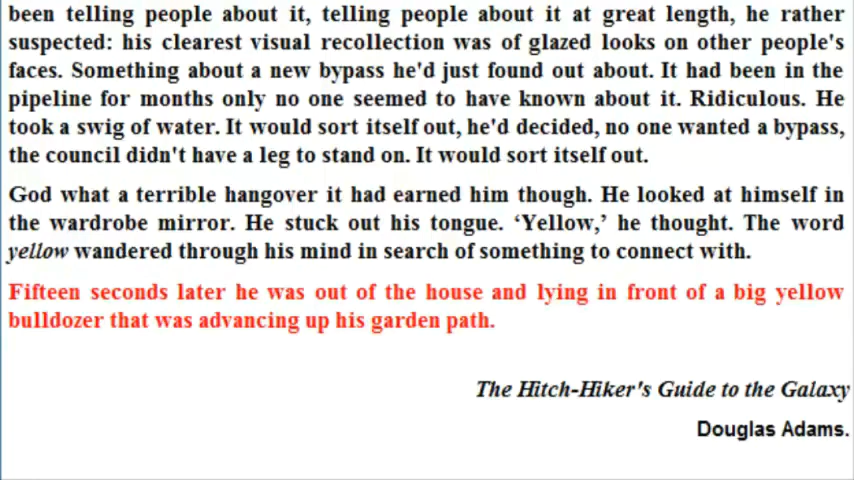 been telling people about it, telling people about it at great length, he rather
suspected: his clearest visual recollection was of glazed looks on other people's
faces. Something about a new bypass he'd just found out about. It had been in the
pipeline for months only no one seemed to have known about it. Ridiculous. He
took a swig of water. It would sort itself out, he'd decided, no one wanted a bypass,
the council didn't have a leg to stand on. It would sort itself out.
God what a terrible hangover it had earned him though. He looked at himself in
the wardrobe mirror. He stuck out his tongue. ‘Yellow,’ he thought. The word
yellow wandered through his mind in search of something to connect with.
Fifteen seconds later he was out of the house and lying in front of a big yellow
bulldozer that was advancing up his garden path.
The Hitch-Hiker's Guide to the Galaxy
Douglas Adams.